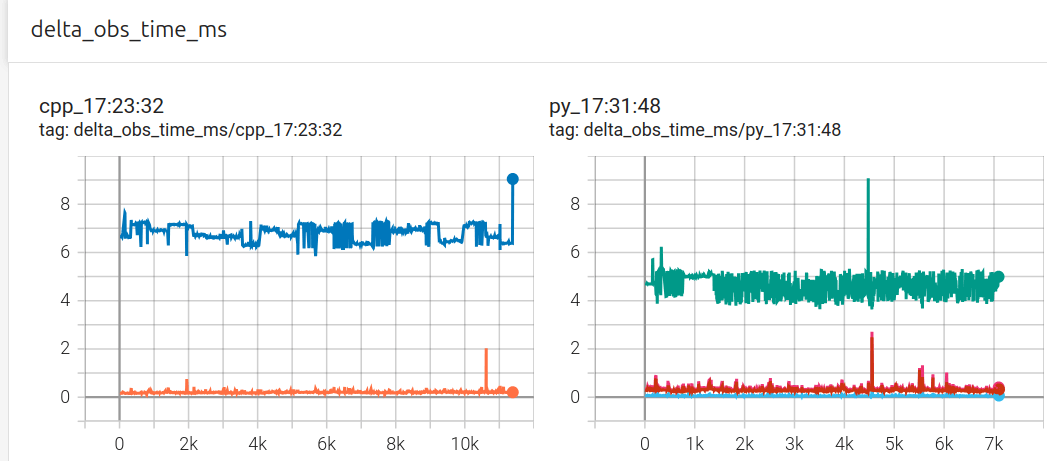 delta_obs_time_ms
cpp_17:23:32
tag: delta_obs_time_ms/cpp_17:23:32
8
6
4
2
0
0 2k 4k 6k 8k 10k
py_17:31:48
tag: delta_obs_time_ms/py_17:31:48
8
6
4
2
0
0 1k 2k 3k 4k 5k 6k 7k